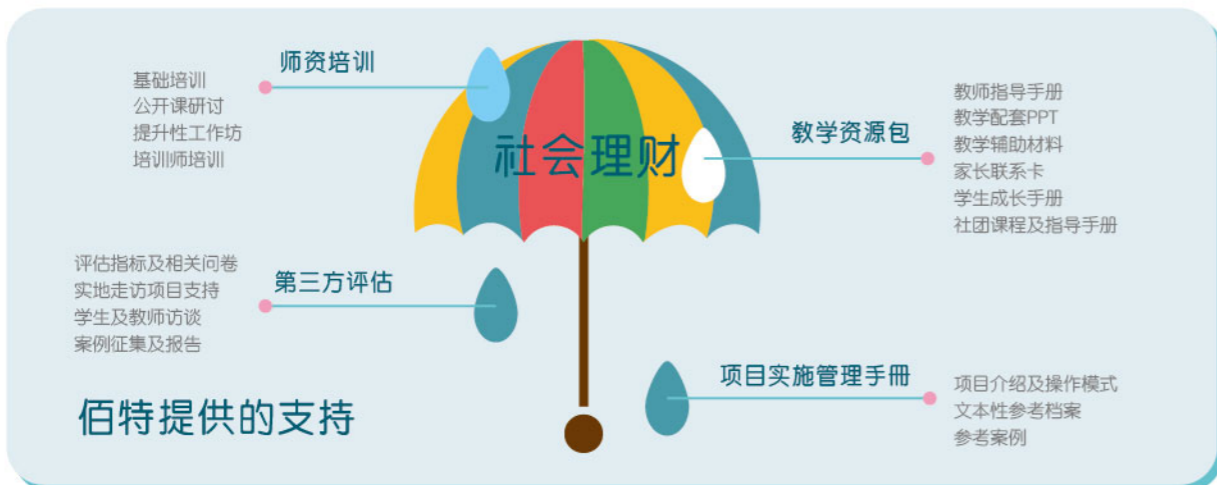 师资培训
基础培训
公开课研讨
提升性工作坊
培训师培训
社会理财
教学资源包
教师指导手册
教学配套PPT
教学辅助材料
家长联系卡
学生成长手册
社团课程及指导手册
第三方评估
评估指标及相关问卷
实地走访项目支持
学生及教师访谈
案例征集及报告
项目实施管理手册
项目介绍及操作模式
文本性参考档案
参考案例
佰特提供的支持